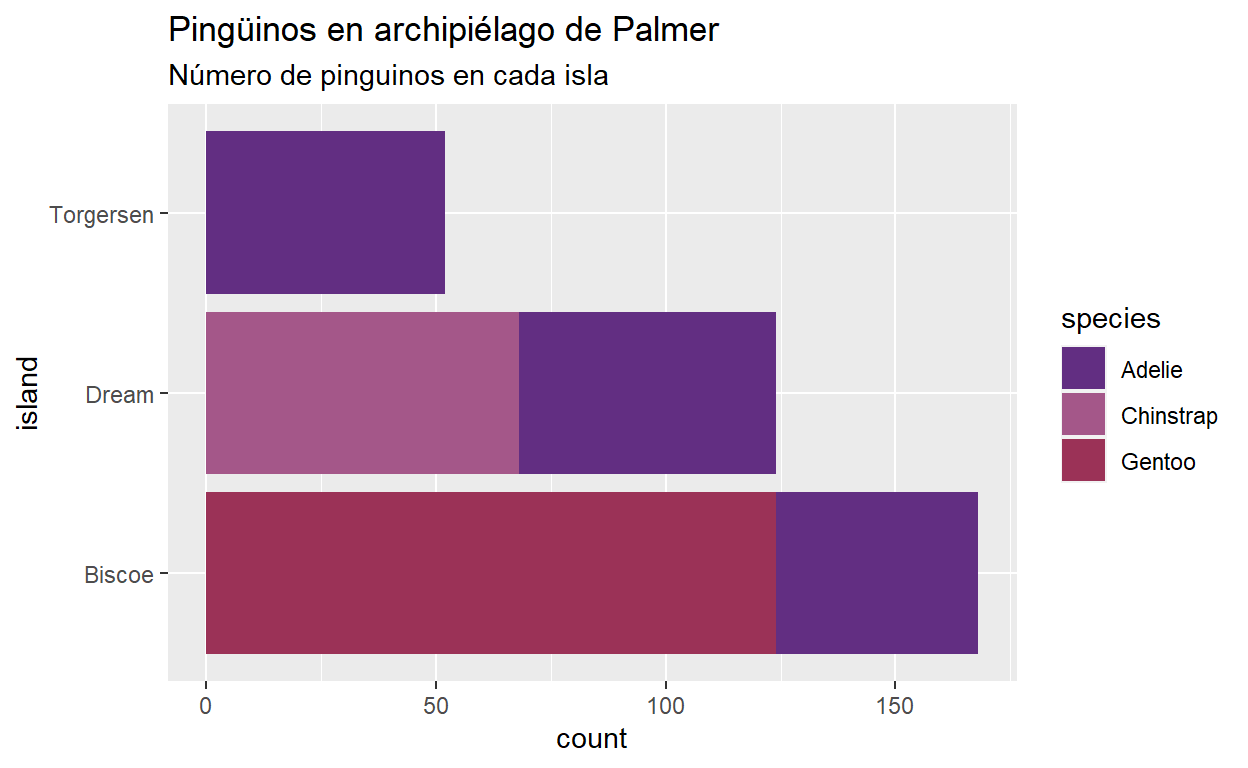 Pingüinos en archipiélago de Palmer
Número de pinguinos en cada isla
Torgersen
Dream
Biscoe
island
0 50 100 150
count
species
Adelie
Chinstrap
Gentoo